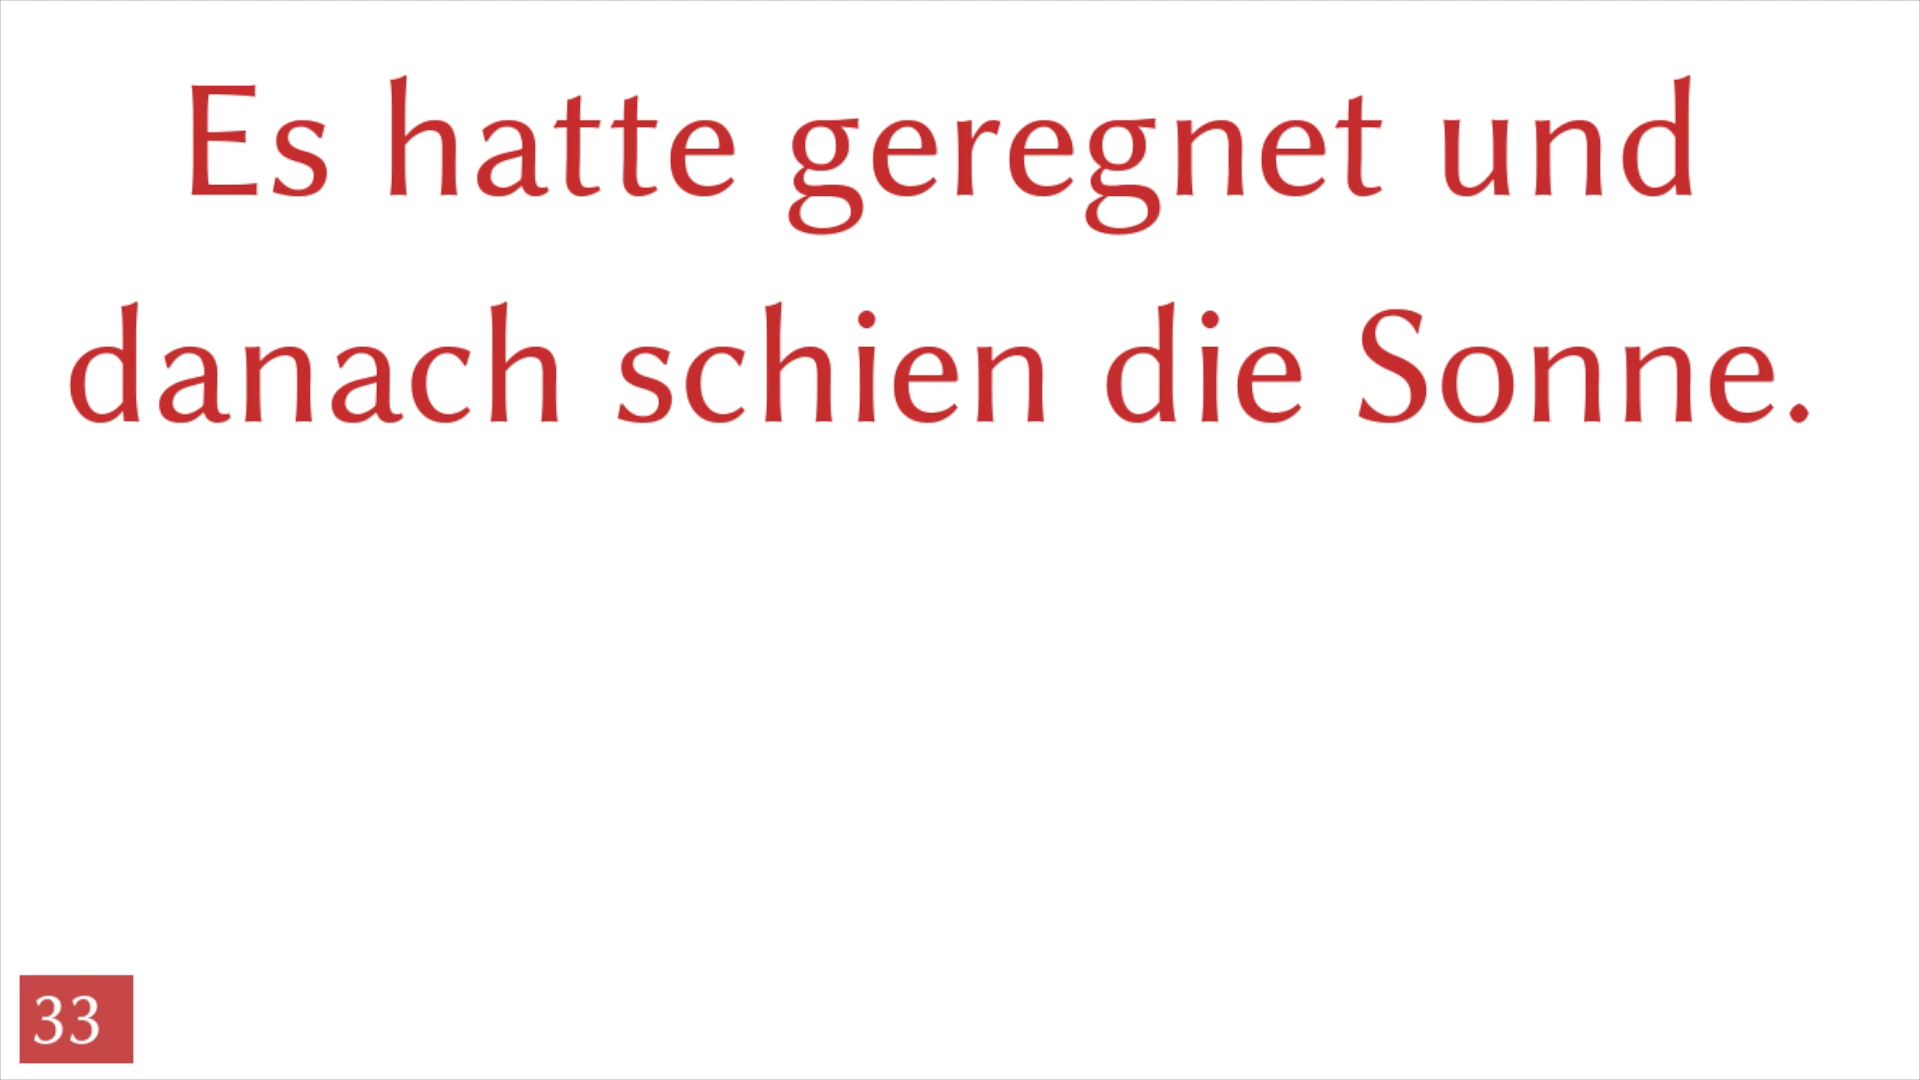 Es hatte geregnet und
danach schien die Sonne.
33